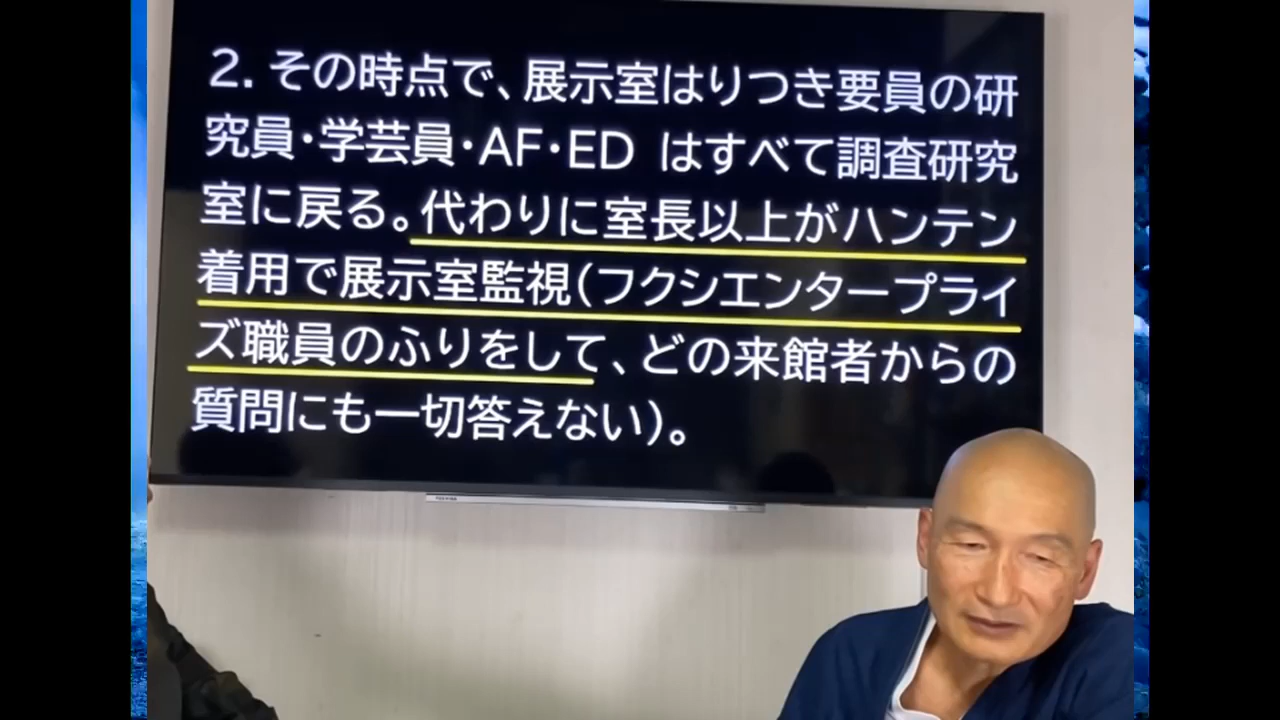 2. その時点で、展示室はりつき要員の研
究員・学芸員・AF・ED はすべて調査研究
室に戻る。代わりに室長以上がハンテン
着用で展示室監視(フクシエンタープライ
ズ職員のふりをして、どの来館者からの
質問にも一切答えない)。
TOSHIBA